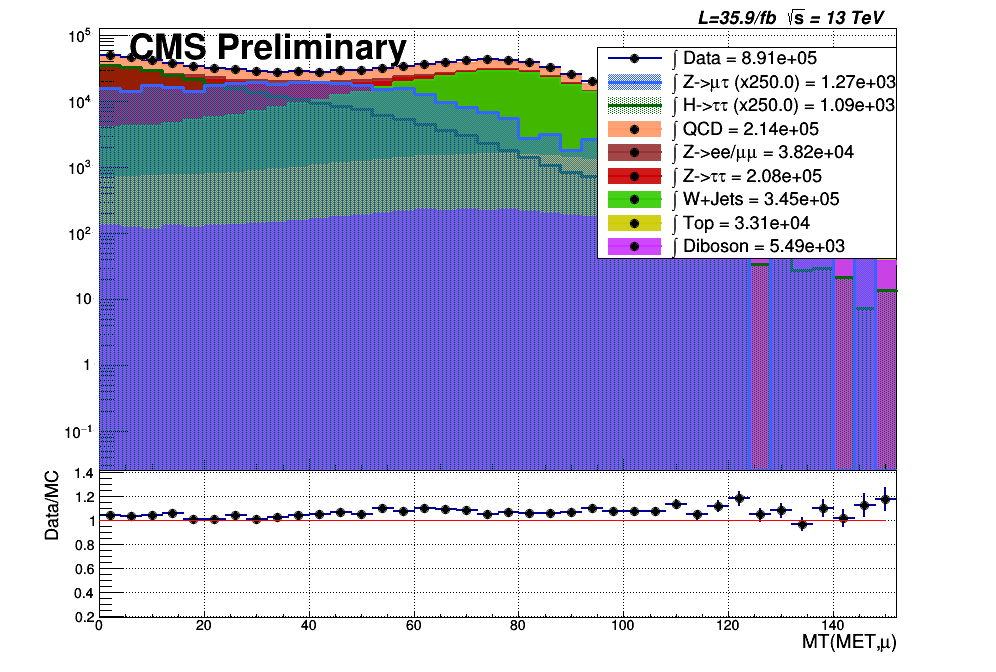 L=35.9/fb √s = 13 TeV
CMS Preliminary
∫ Data = 8.91e+05
∫ Z->μτ (x250.0) = 1.27e+03
∫ H->ττ (x250.0) = 1.09e+03
∫ QCD = 2.14e+05
∫ Z->ee/μμ = 3.82e+04
∫ Z->ττ = 2.08e+05
∫ W+Jets = 3.45e+05
∫ Top = 3.31e+04
∫ Diboson = 5.49e+03
10⁵
10⁴
10³
10²
10
1
10⁻¹
Data/MC
1.4
1.2
1
0.8
0.6
0.4
0.2
0 20 40 60 80 100 120 140
MT(MET,μ)